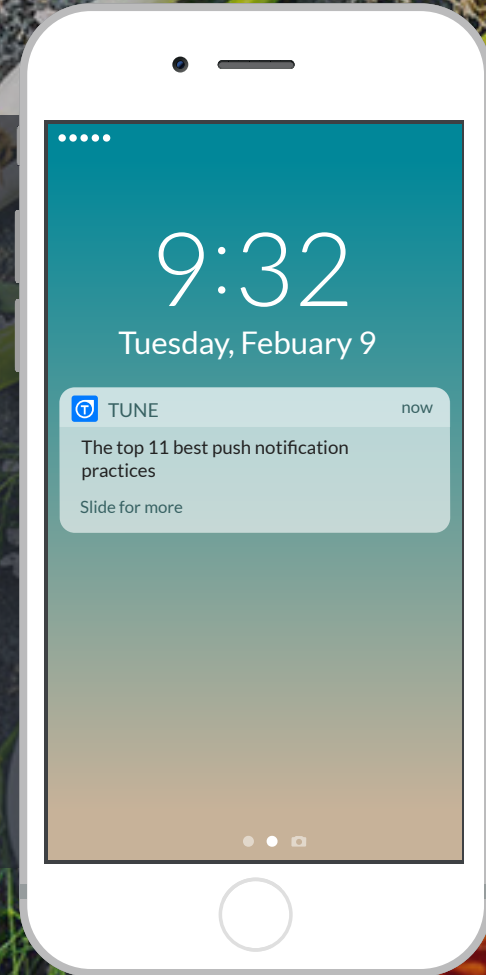 9:32
Tuesday, Febuary 9
TUNE
now
The top 11 best push notification
practices
Slide for more